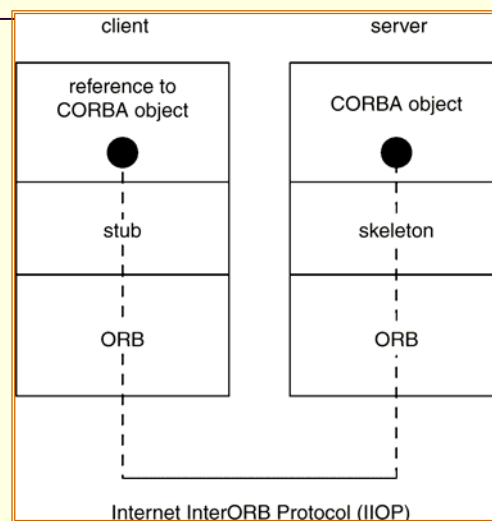 client
server
reference to
CORBA object
CORBA object
stub
skeleton
ORB
ORB
Internet InterORB Protocol (IIOP)